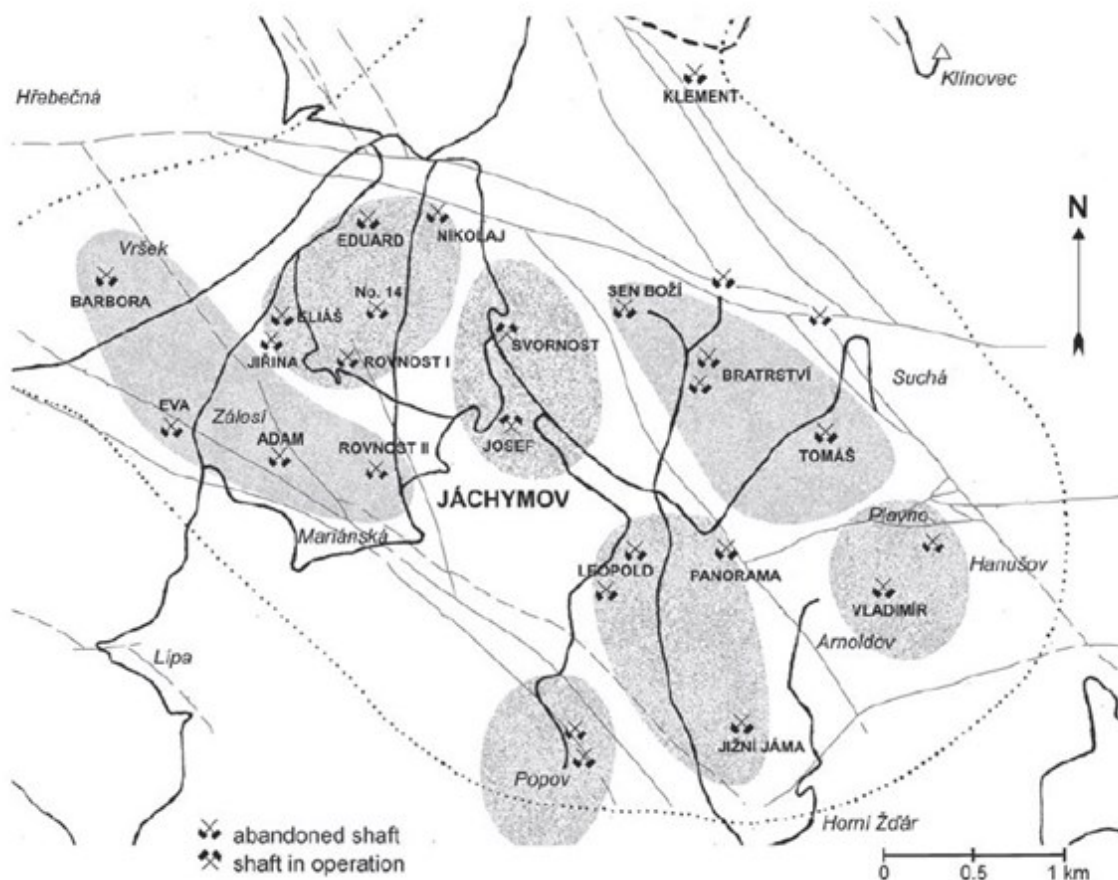 Klínovec
KLEMENT
Hřebečná
N
EDUARD
NIKOLAJ
Vršek
BARBORA
No. 14
SEN BOŽÍ
ELIÁŠ
JIŘINA
ROVNOST I
SVORNOST
BRATRSTVÍ
Suchá
EVA
Zálosí
ADAM
ROVNOST II
JOSEF
TOMÁŠ
JÁCHYMOV
Mariánská
Plavno
LEOPOLD
PANORAMA
Hanušov
VLADIMÍR
Arnoldov
Lípa
JIŽNÍ JÁMA
Popov
Horní Žďár
abandoned shaft
shaft in operation
0 0.5 1 km